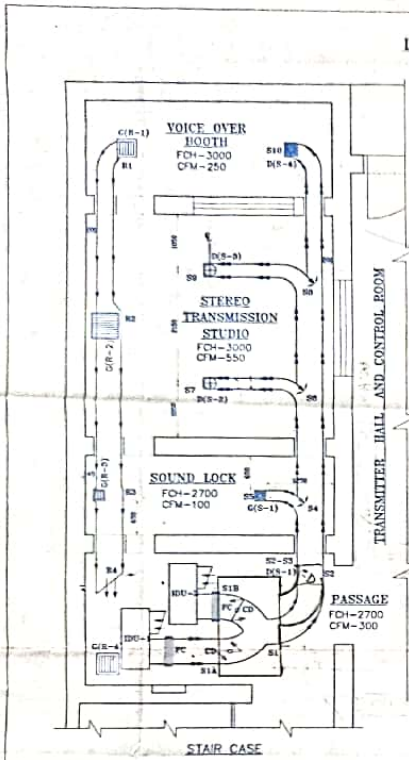 G(R-1)
R1
VOICE OVER
BOOTH
FCH-3000
CFM-250
S10
D(S-4)
1050
D(S-3)
S9
S8
R2
G(R-2)
STEREO
TRANSMISSION
STUDIO
FCH-3000
CFM-550
S7
D(S-2)
S6
SOUND LOCK
FCH-2700
CFM-100
G(R-3)
R3
S5
G(S-1)
S4
S2-S3
D(S-1)
S2
R4
IDU-
S1B
FC
CD
PASSAGE
FCH-2700
CFM-300
IDU-
G(R-4
FC
CD
S1
S1A
STAIR CASE
TRANSMITTER HALL AND CONTROL ROOM